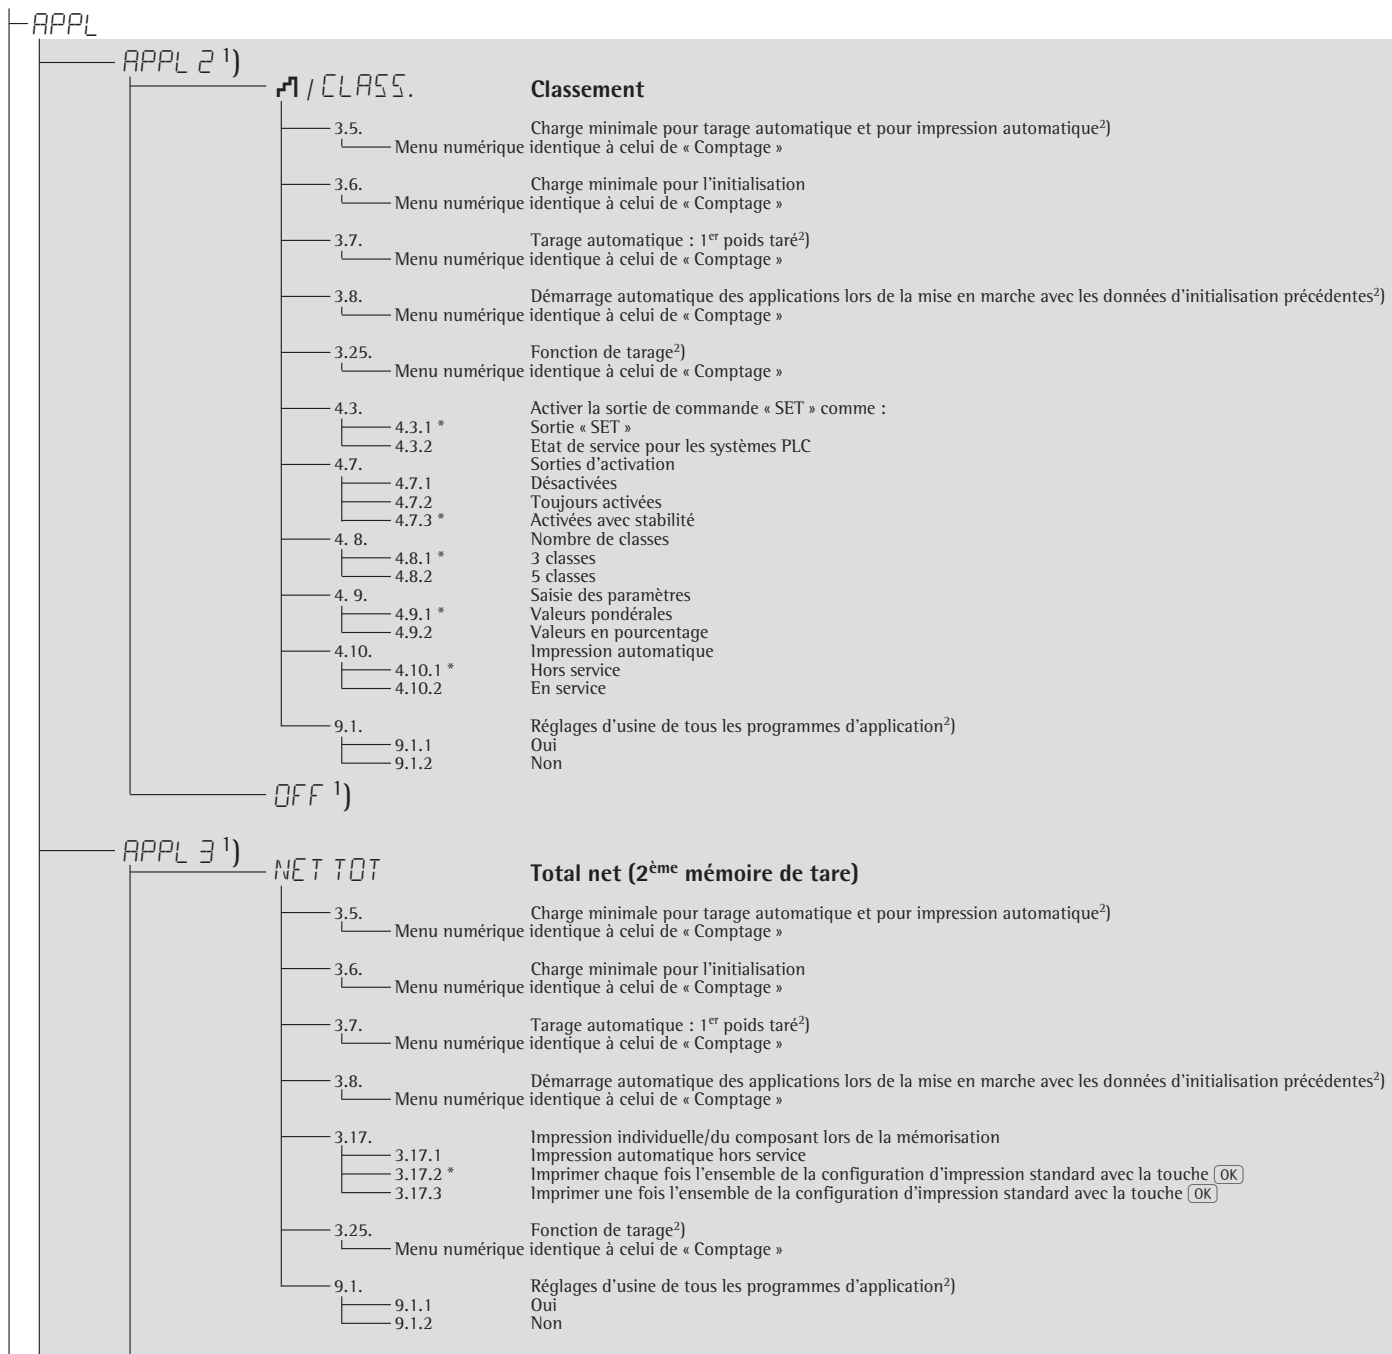 APPL
APPL 2 1)
/ CLASS. Classement
3.5. Charge minimale pour tarage automatique et pour impression automatique2)
Menu numérique identique à celui de « Comptage »
3.6. Charge minimale pour l'initialisation
Menu numérique identique à celui de « Comptage »
3.7. Tarage automatique : 1er poids taré2)
Menu numérique identique à celui de « Comptage »
3.8. Démarrage automatique des applications lors de la mise en marche avec les données d'initialisation précédentes2)
Menu numérique identique à celui de « Comptage »
3.25. Fonction de tarage2)
Menu numérique identique à celui de « Comptage »
4.3. Activer la sortie de commande « SET » comme :
4.3.1 * Sortie « SET »
4.3.2 Etat de service pour les systèmes PLC
4.7. Sorties d'activation
4.7.1 Désactivées
4.7.2 Toujours activées
4.7.3 * Activées avec stabilité
4. 8. Nombre de classes
4.8.1 * 3 classes
4.8.2 5 classes
4. 9. Saisie des paramètres
4.9.1 * Valeurs pondérales
4.9.2 Valeurs en pourcentage
4.10. Impression automatique
4.10.1 * Hors service
4.10.2 En service
9.1. Réglages d'usine de tous les programmes d'application2)
9.1.1 Oui
9.1.2 Non
OFF 1)
APPL 3 1)
NET TOT Total net (2ème mémoire de tare)
3.5. Charge minimale pour tarage automatique et pour impression automatique2)
Menu numérique identique à celui de « Comptage »
3.6. Charge minimale pour l'initialisation
Menu numérique identique à celui de « Comptage »
3.7. Tarage automatique : 1er poids taré2)
Menu numérique identique à celui de « Comptage »
3.8. Démarrage automatique des applications lors de la mise en marche avec les données d'initialisation précédentes2)
Menu numérique identique à celui de « Comptage »
3.17. Impression individuelle/du composant lors de la mémorisation
3.17.1 Impression automatique hors service
3.17.2 * Imprimer chaque fois l'ensemble de la configuration d'impression standard avec la touche OK
3.17.3 Imprimer une fois l'ensemble de la configuration d'impression standard avec la touche OK
3.25. Fonction de tarage2)
Menu numérique identique à celui de « Comptage »
9.1. Réglages d'usine de tous les programmes d'application2)
9.1.1 Oui
9.1.2 Non